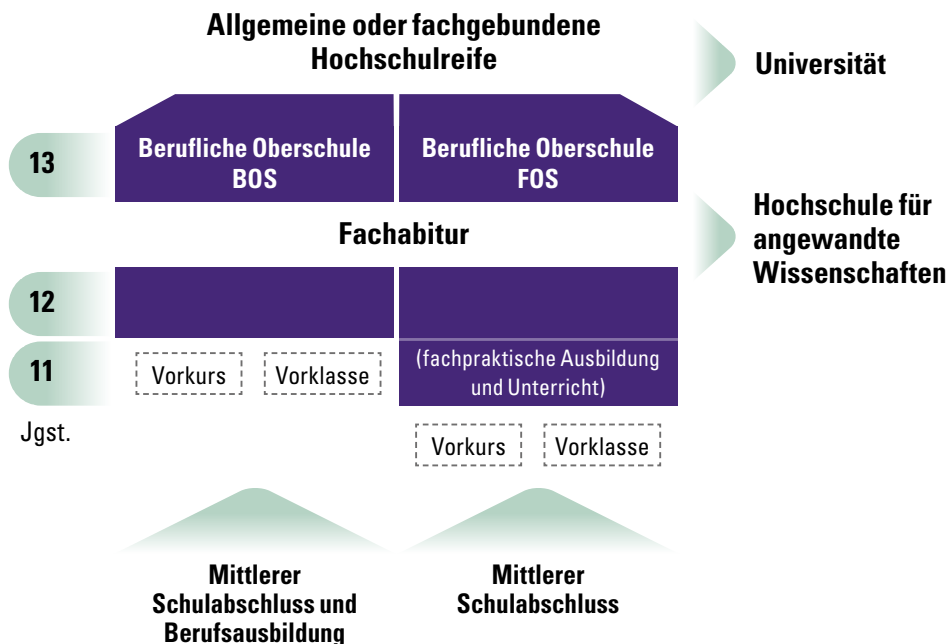 Allgemeine oder fachgebundene
Hochschulreife
Universität
13
Berufliche Oberschule
BOS
Berufliche Oberschule
FOS
Fachabitur
Hochschule für
angewandte
Wissenschaften
12
11
Vorkurs
Vorklasse
(fachpraktische Ausbildung
und Unterricht)
Jgst.
Vorkurs
Vorklasse
Mittlerer
Schulabschluss und
Berufsausbildung
Mittlerer
Schulabschluss